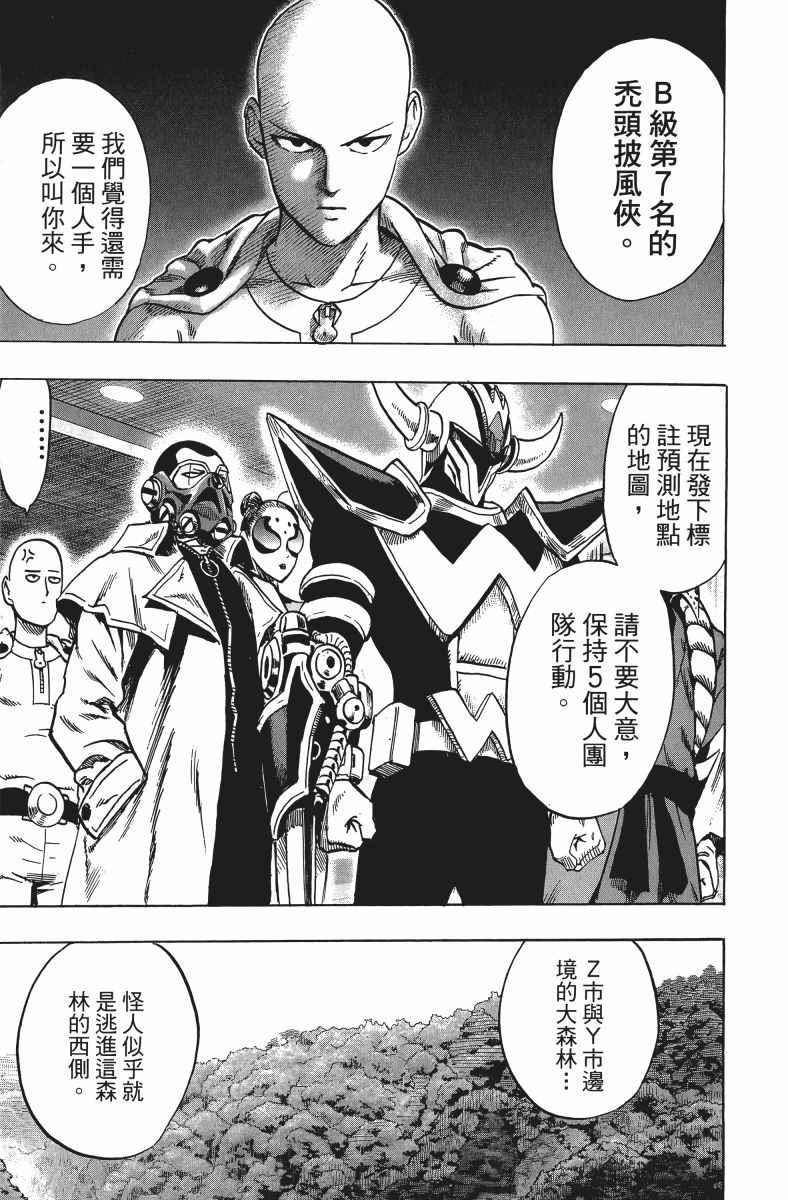 B級第7名的
禿頭披風俠。
我們覺得還需
要一個人手，
所以叫你來。
現在發下標
註預測地點
的地圖，
請不要大意，
保持5個人團
隊行動。
⋯⋯
Z市與Y市邊
境的大森林⋯
怪人似乎就
是逃進這森
林的西側。